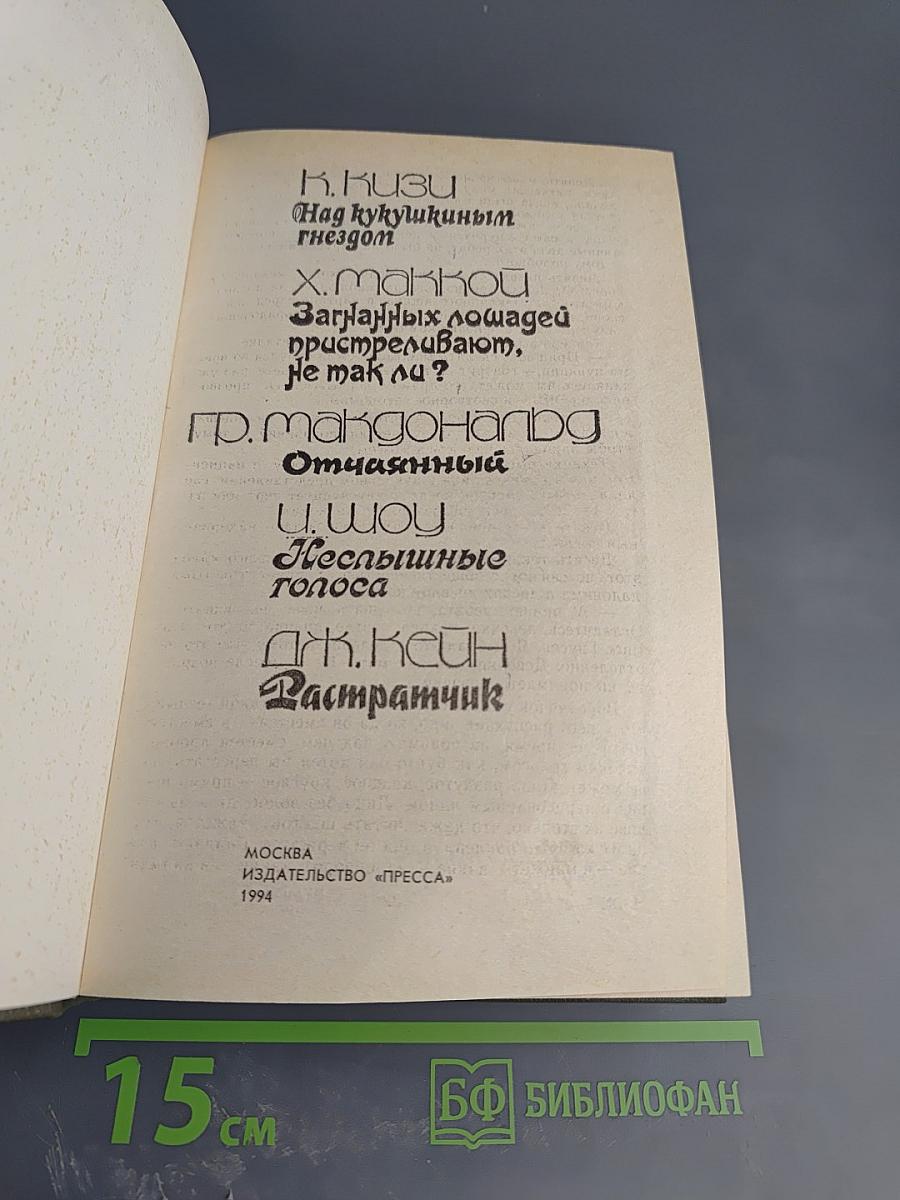 К. КИЗИ
Над кукушкиным
гнездом
Х. МАККОЙ
Загнанных лошадей
пристреливают,
не так ли?
ГР. МАКДОНАЛЬД
Отчаянный
И. ШОУ
Неслышные
голоса
ДЖ. КЕЙН
Растратчик
МОСКВА
ИЗДАТЕЛЬСТВО «ПРЕССА»
1994
15 см
БФ БИБЛИОФАН